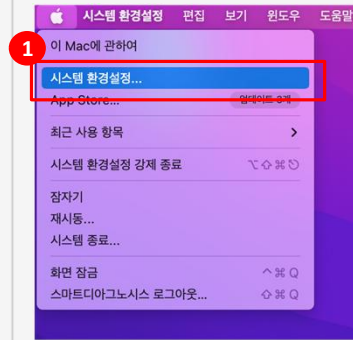 시스템 환경설정 편집 보기 윈도우 도움말
1
이 Mac에 관하여
시스템 환경설정...
App Store... 업데이트 3개
최근 사용 항목 >
시스템 환경설정 강제 종료 ⌥⇧⌘⎋
잠자기
재시동...
시스템 종료...
화면 잠금 ^⌘Q
스마트디아그노시스 로그아웃... ⇧⌘Q